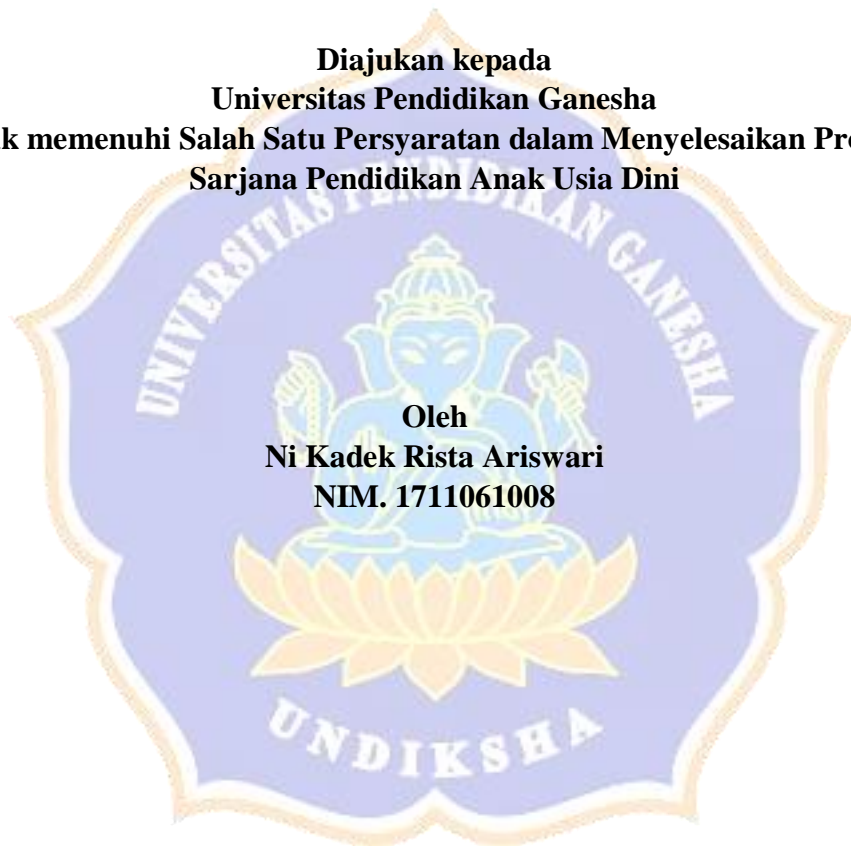 Diajukan kepada
Universitas Pendidikan Ganesha
memenuhi Salah Satu Persyaratan dalam Menyelesaikan
Sarjana Pendidikan Anak Usia Dini
UNIVERSITAS PENDIDIKAN GANESHA
Oleh
Ni Kadek Rista Ariswari
NIM. 1711061008
UNDIKSHA